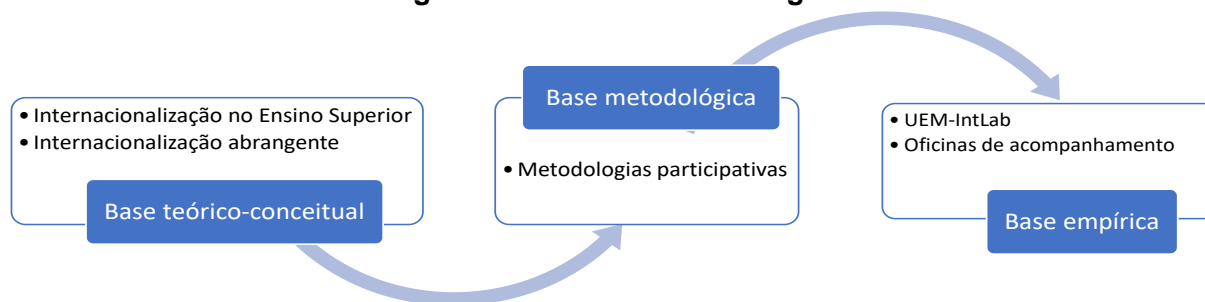 • Internacionalização no Ensino Superior
• Internacionalização abrangente
Base teórico-conceitual
Base metodológica
• Metodologias participativas
• UEM-IntLab
• Oficinas de acompanhamento
Base empírica